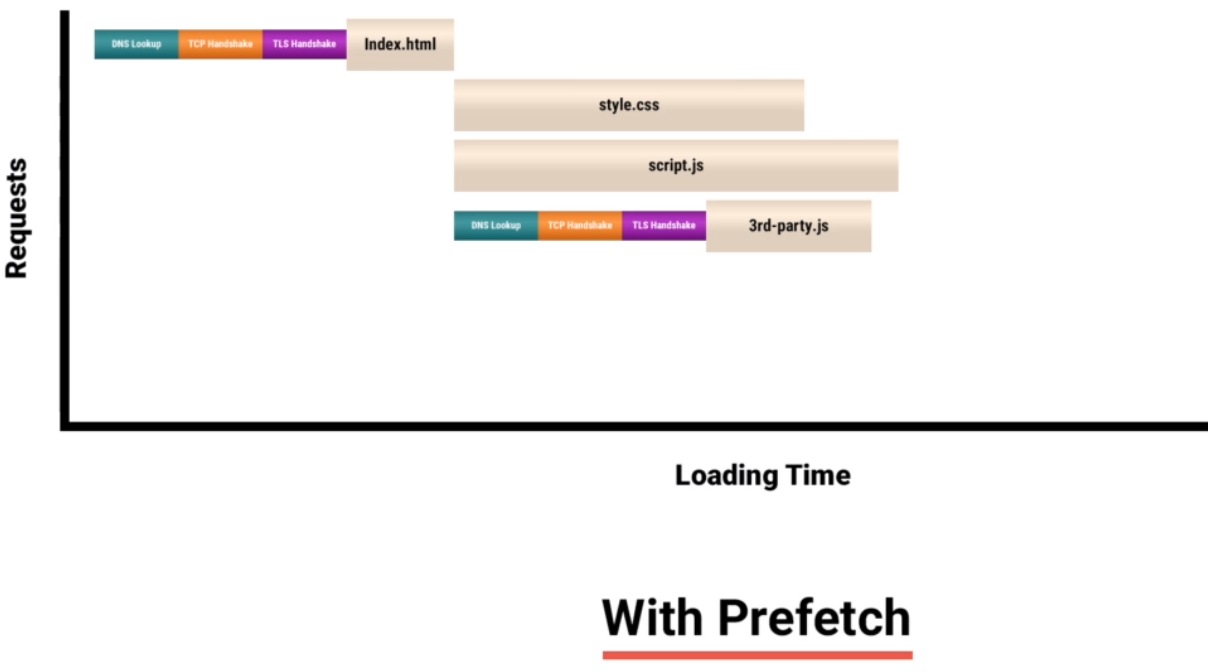 DNS Lookup TCP Handshake TLS Handshake Index.html
style.css
script.js
DNS Lookup TCP Handshake TLS Handshake 3rd-party.js
Requests
Loading Time
With Prefetch